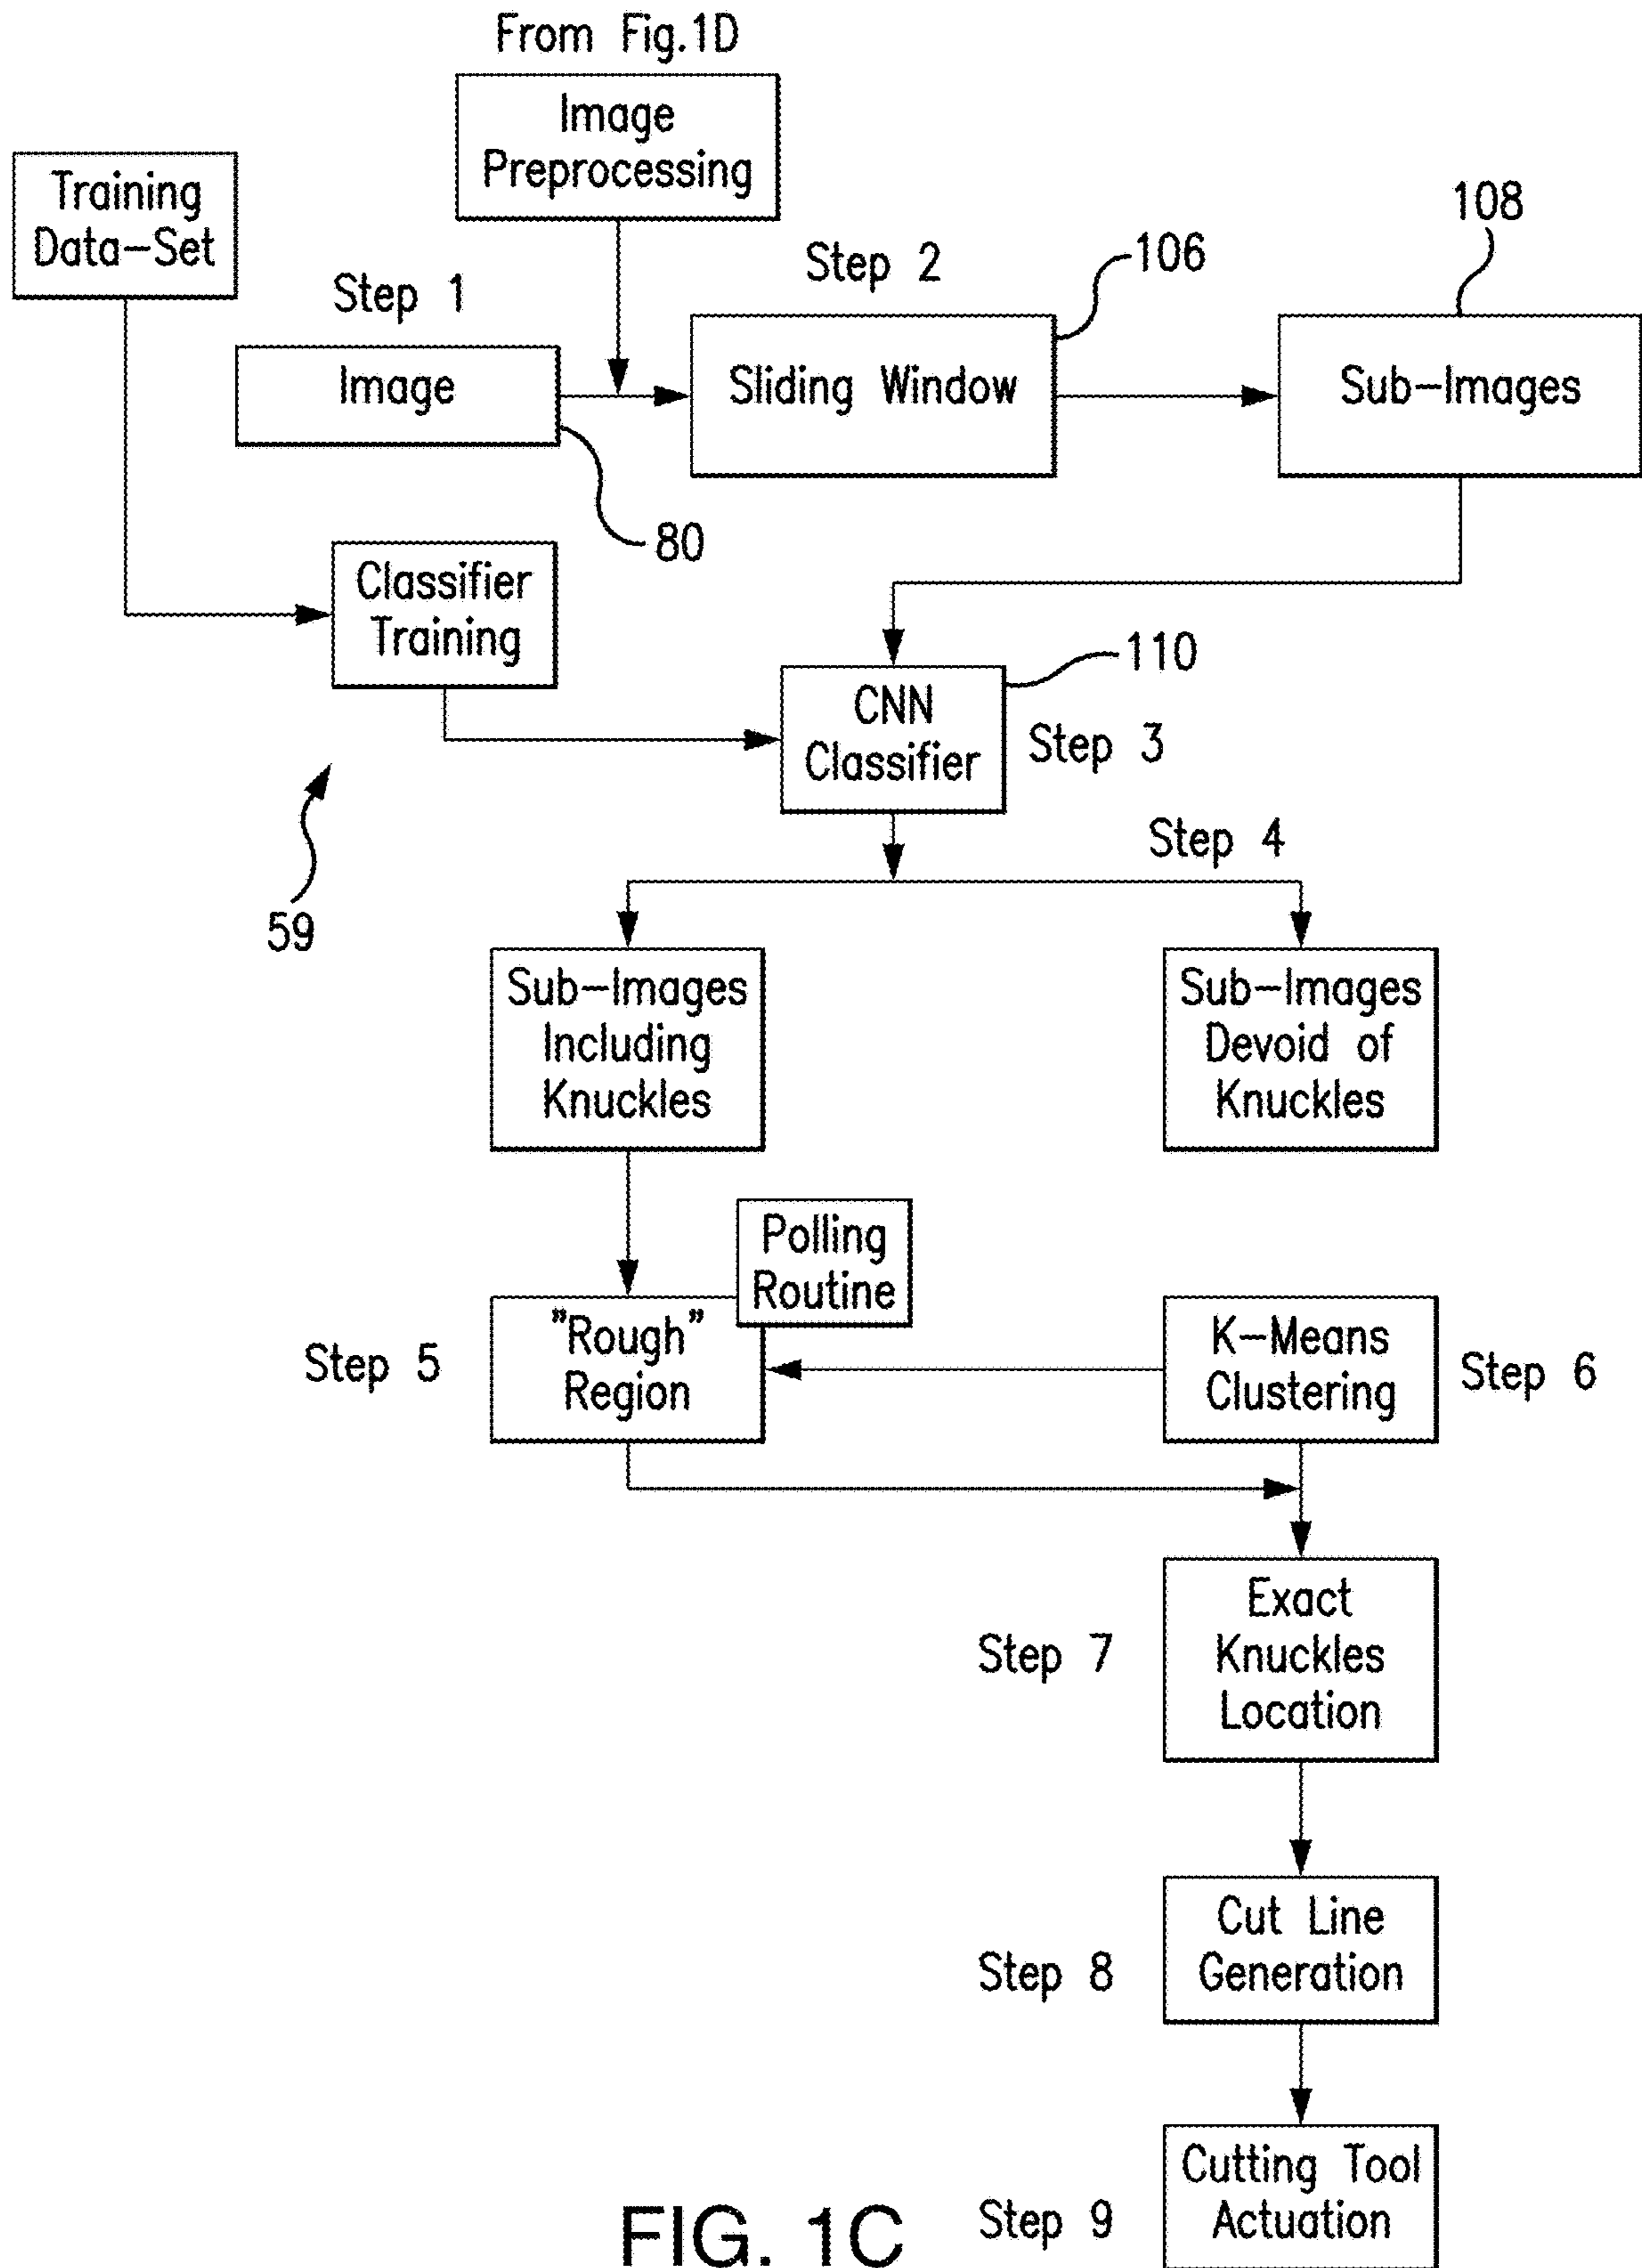 From Fig.1D
Image
Preprocessing
Training
Data-Set
Step 1
Image
80
Step 2
106
Sliding Window
108
Sub-Images
Classifier
Training
110
CNN
Classifier
Step 3
59
Step 4
Sub-Images
Including
Knuckles
Sub-Images
Devoid of
Knuckles
Polling
Routine
Step 5
"Rough"
Region
K-Means
Clustering
Step 6
Step 7
Exact
Knuckles
Location
Step 8
Cut Line
Generation
Step 9
Cutting Tool
Actuation
FIG. 1C